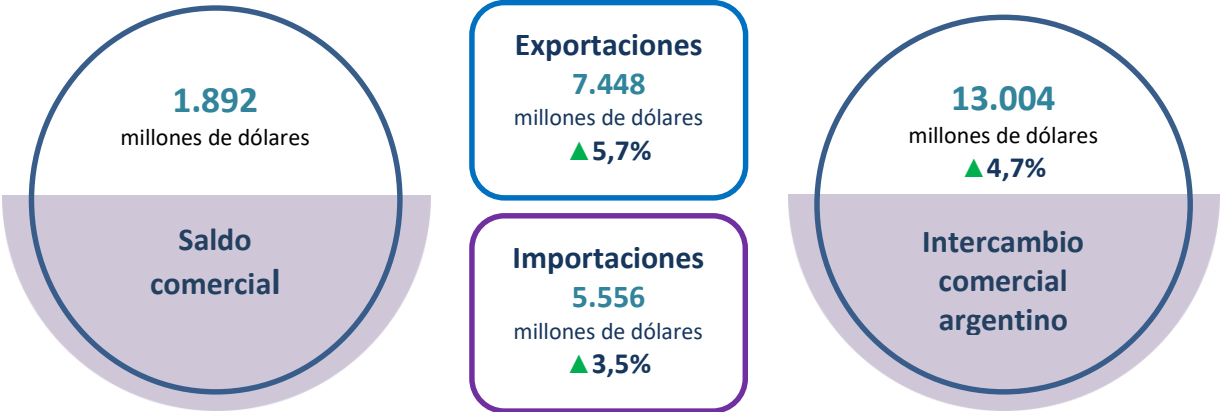 1.892
millones de dólares
Saldo
comercial
Exportaciones
7.448
millones de dólares
▲5,7%
Importaciones
5.556
millones de dólares
▲3,5%
13.004
millones de dólares
▲4,7%
Intercambio
comercial
argentino